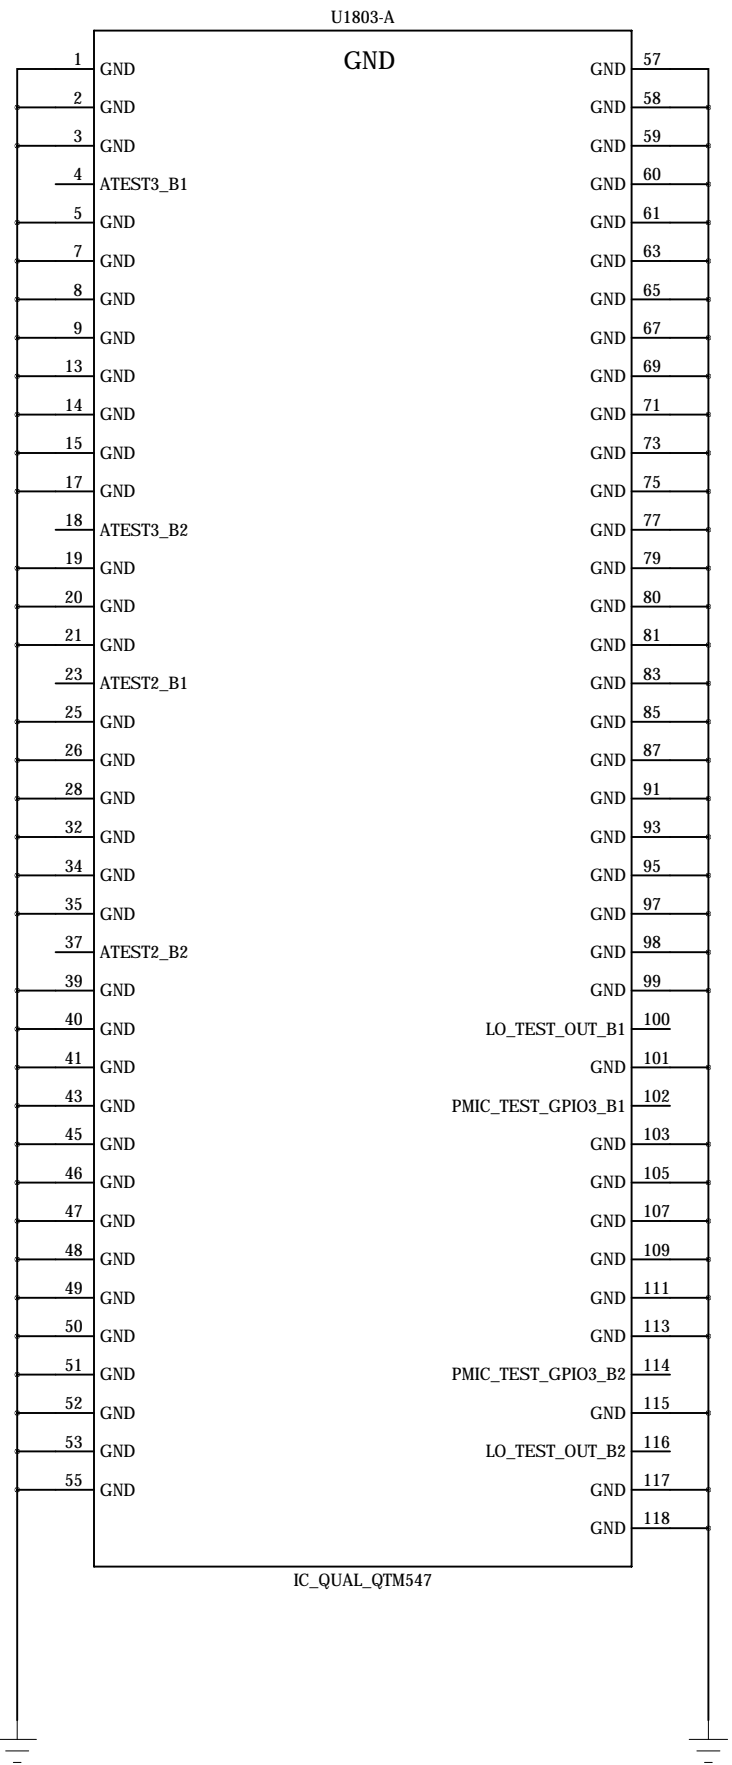 U1803-A
GND
1 GND
2 GND
3 GND
4 ATEST3_B1
5 GND
7 GND
8 GND
9 GND
13 GND
14 GND
15 GND
17 GND
18 ATEST3_B2
19 GND
20 GND
21 GND
23 ATEST2_B1
25 GND
26 GND
28 GND
32 GND
34 GND
35 GND
37 ATEST2_B2
39 GND
40 GND
41 GND
43 GND
45 GND
46 GND
47 GND
48 GND
49 GND
50 GND
51 GND
52 GND
53 GND
55 GND
GND 57
GND 58
GND 59
GND 60
GND 61
GND 63
GND 65
GND 67
GND 69
GND 71
GND 73
GND 75
GND 77
GND 79
GND 80
GND 81
GND 83
GND 85
GND 87
GND 91
GND 93
GND 95
GND 97
GND 98
GND 99
LO_TEST_OUT_B1 100
GND 101
PMIC_TEST_GPIO3_B1 102
GND 103
GND 105
GND 107
GND 109
GND 111
GND 113
PMIC_TEST_GPIO3_B2 114
GND 115
LO_TEST_OUT_B2 116
GND 117
GND 118
IC_QUAL_QTM547